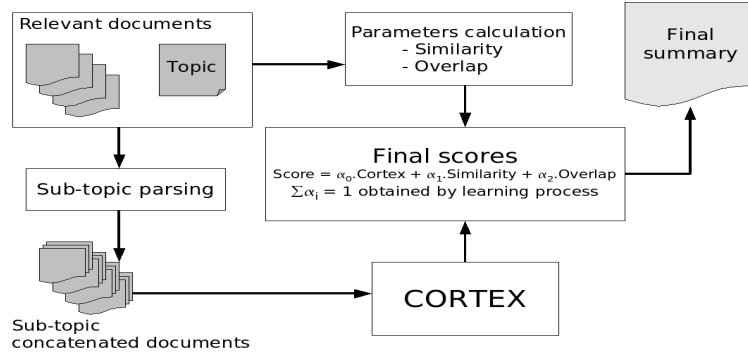 Relevant documents
Topic
Parameters calculation
- Similarity
- Overlap
Final
summary
Final scores
Score = α₀.Cortex + α₁.Similarity + α₂.Overlap
∑αᵢ = 1 obtained by learning process
Sub-topic parsing
CORTEX
Sub-topic
concatenated documents